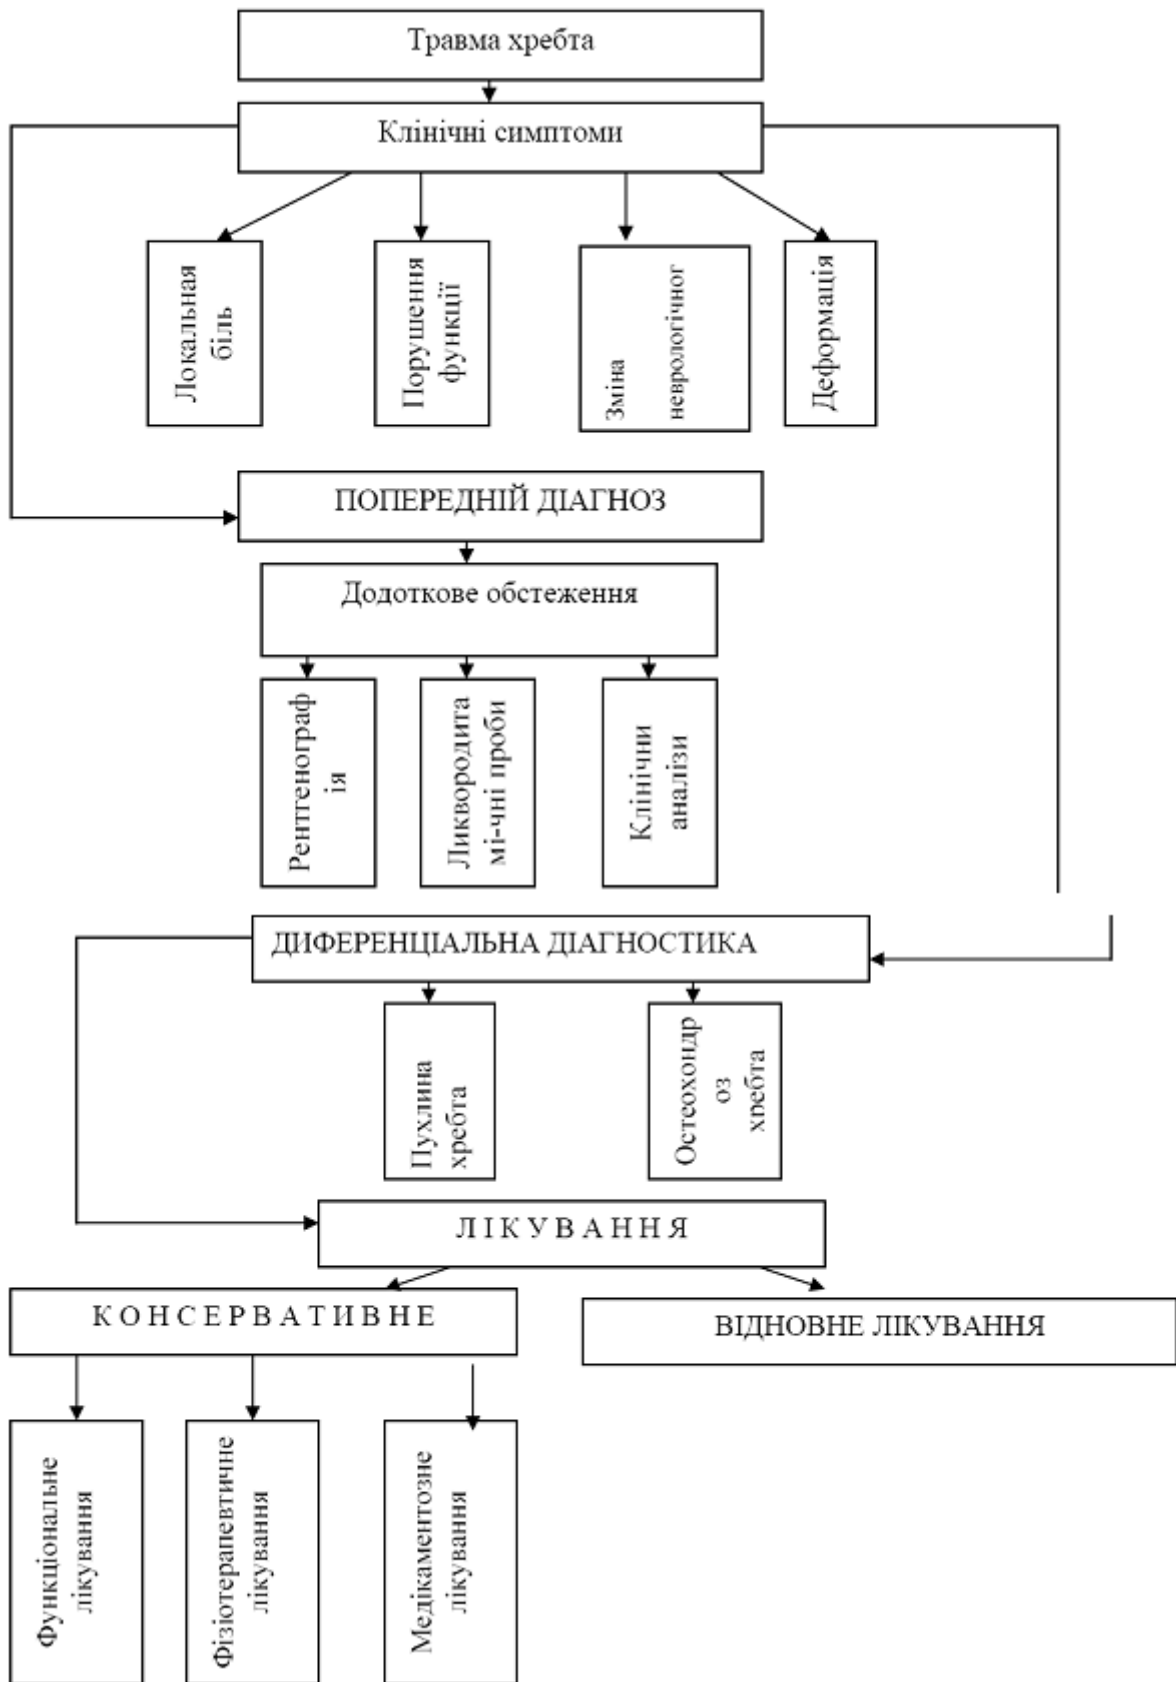 Травма хребта
Клінічні симптоми
Локальная
біль
Порушення
функції
Зміна
неврологічног
Деформація
ПОПЕРЕДНІЙ ДІАГНОЗ
Додоткове обстеження
Рентгенограф
ія
Ликвородита
мі-чні проби
Клінічни
аналізи
ДИФЕРЕНЦІАЛЬНА ДІАГНОСТИКА
Пухлина
хребта
Остеохондр
оз
хребта
Л І К У В А Н Н Я
К О Н С Е Р В А Т И В Н Е
ВІДНОВНЕ ЛІКУВАННЯ
Функціональне
лікування
Фізіотерапевтичне
лікування
Медікаментозне
лікування